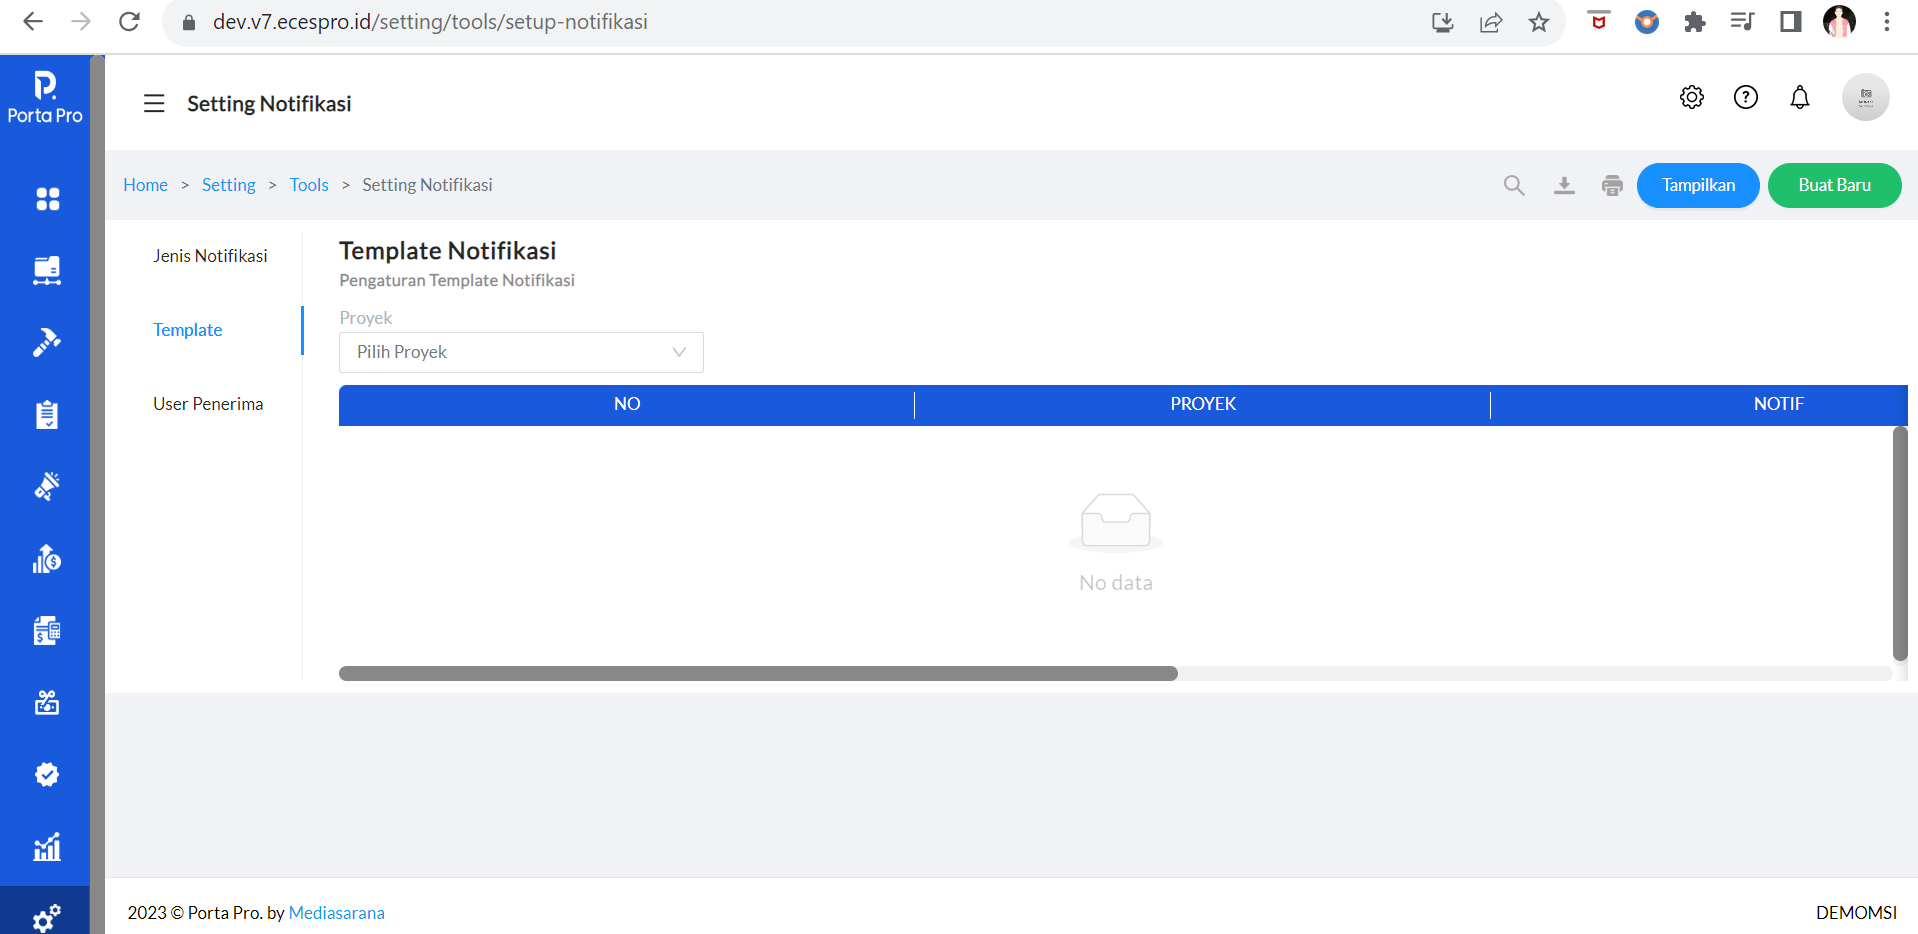 dev.v7.ecespro.id/setting/tools/setup-notifikasi
Porta Pro
Setting Notifikasi
Home > Setting > Tools > Setting Notifikasi
Tampilkan
Buat Baru
Jenis Notifikasi
Template
User Penerima
Template Notifikasi
Pengaturan Template Notifikasi
Proyek
Pilih Proyek
NO PROYEK NOTIF
No data
2023 © Porta Pro. by Mediasarana
DEMOMSI